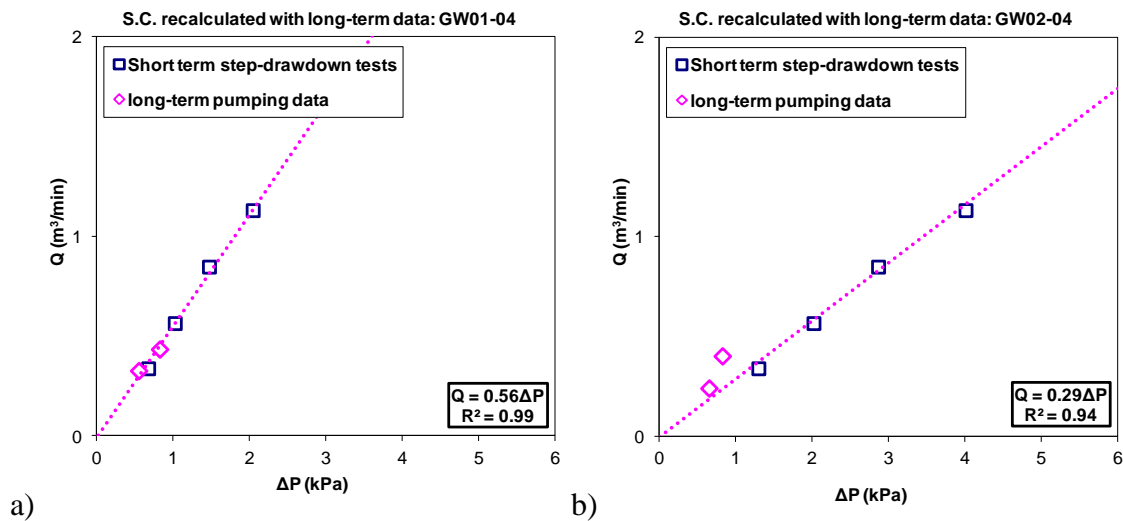 S.C. recalculated with long-term data: GW01-04
2
Short term step-drawdown tests
long-term pumping data
Q (m³/min)
1
Q = 0.56ΔP
R² = 0.99
0
0 1 2 3 4 5 6
ΔP (kPa)
a)
S.C. recalculated with long-term data: GW02-04
2
Short term step-drawdown tests
long-term pumping data
Q (m³/min)
1
Q = 0.29ΔP
R² = 0.94
0
0 1 2 3 4 5 6
ΔP (kPa)
b)